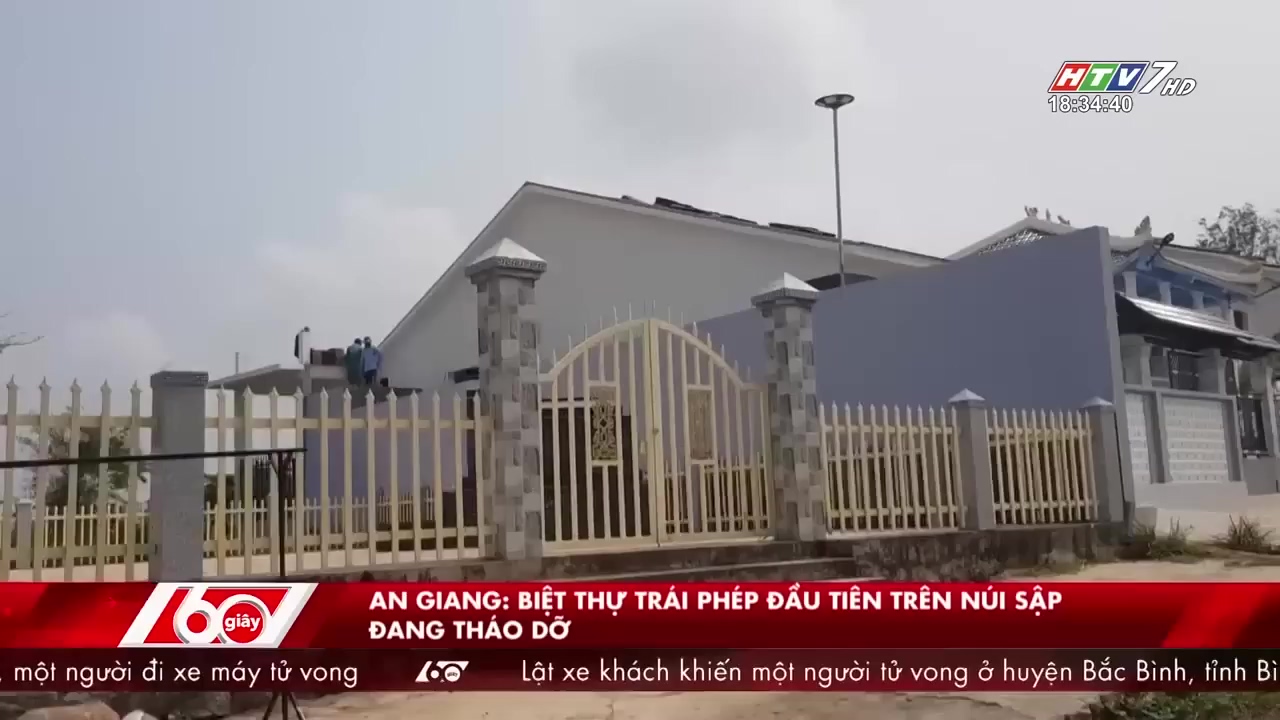 HTV7 HD
18:34:40
60 giây
AN GIANG: BIỆT THỰ TRÁI PHÉP ĐẦU TIÊN TRÊN NÚI SẬP
ĐANG THÁO DỠ
, một người đi xe máy tử vong 60 giây Lật xe khách khiến một người tử vong ở huyện Bắc Bình, tỉnh Bì